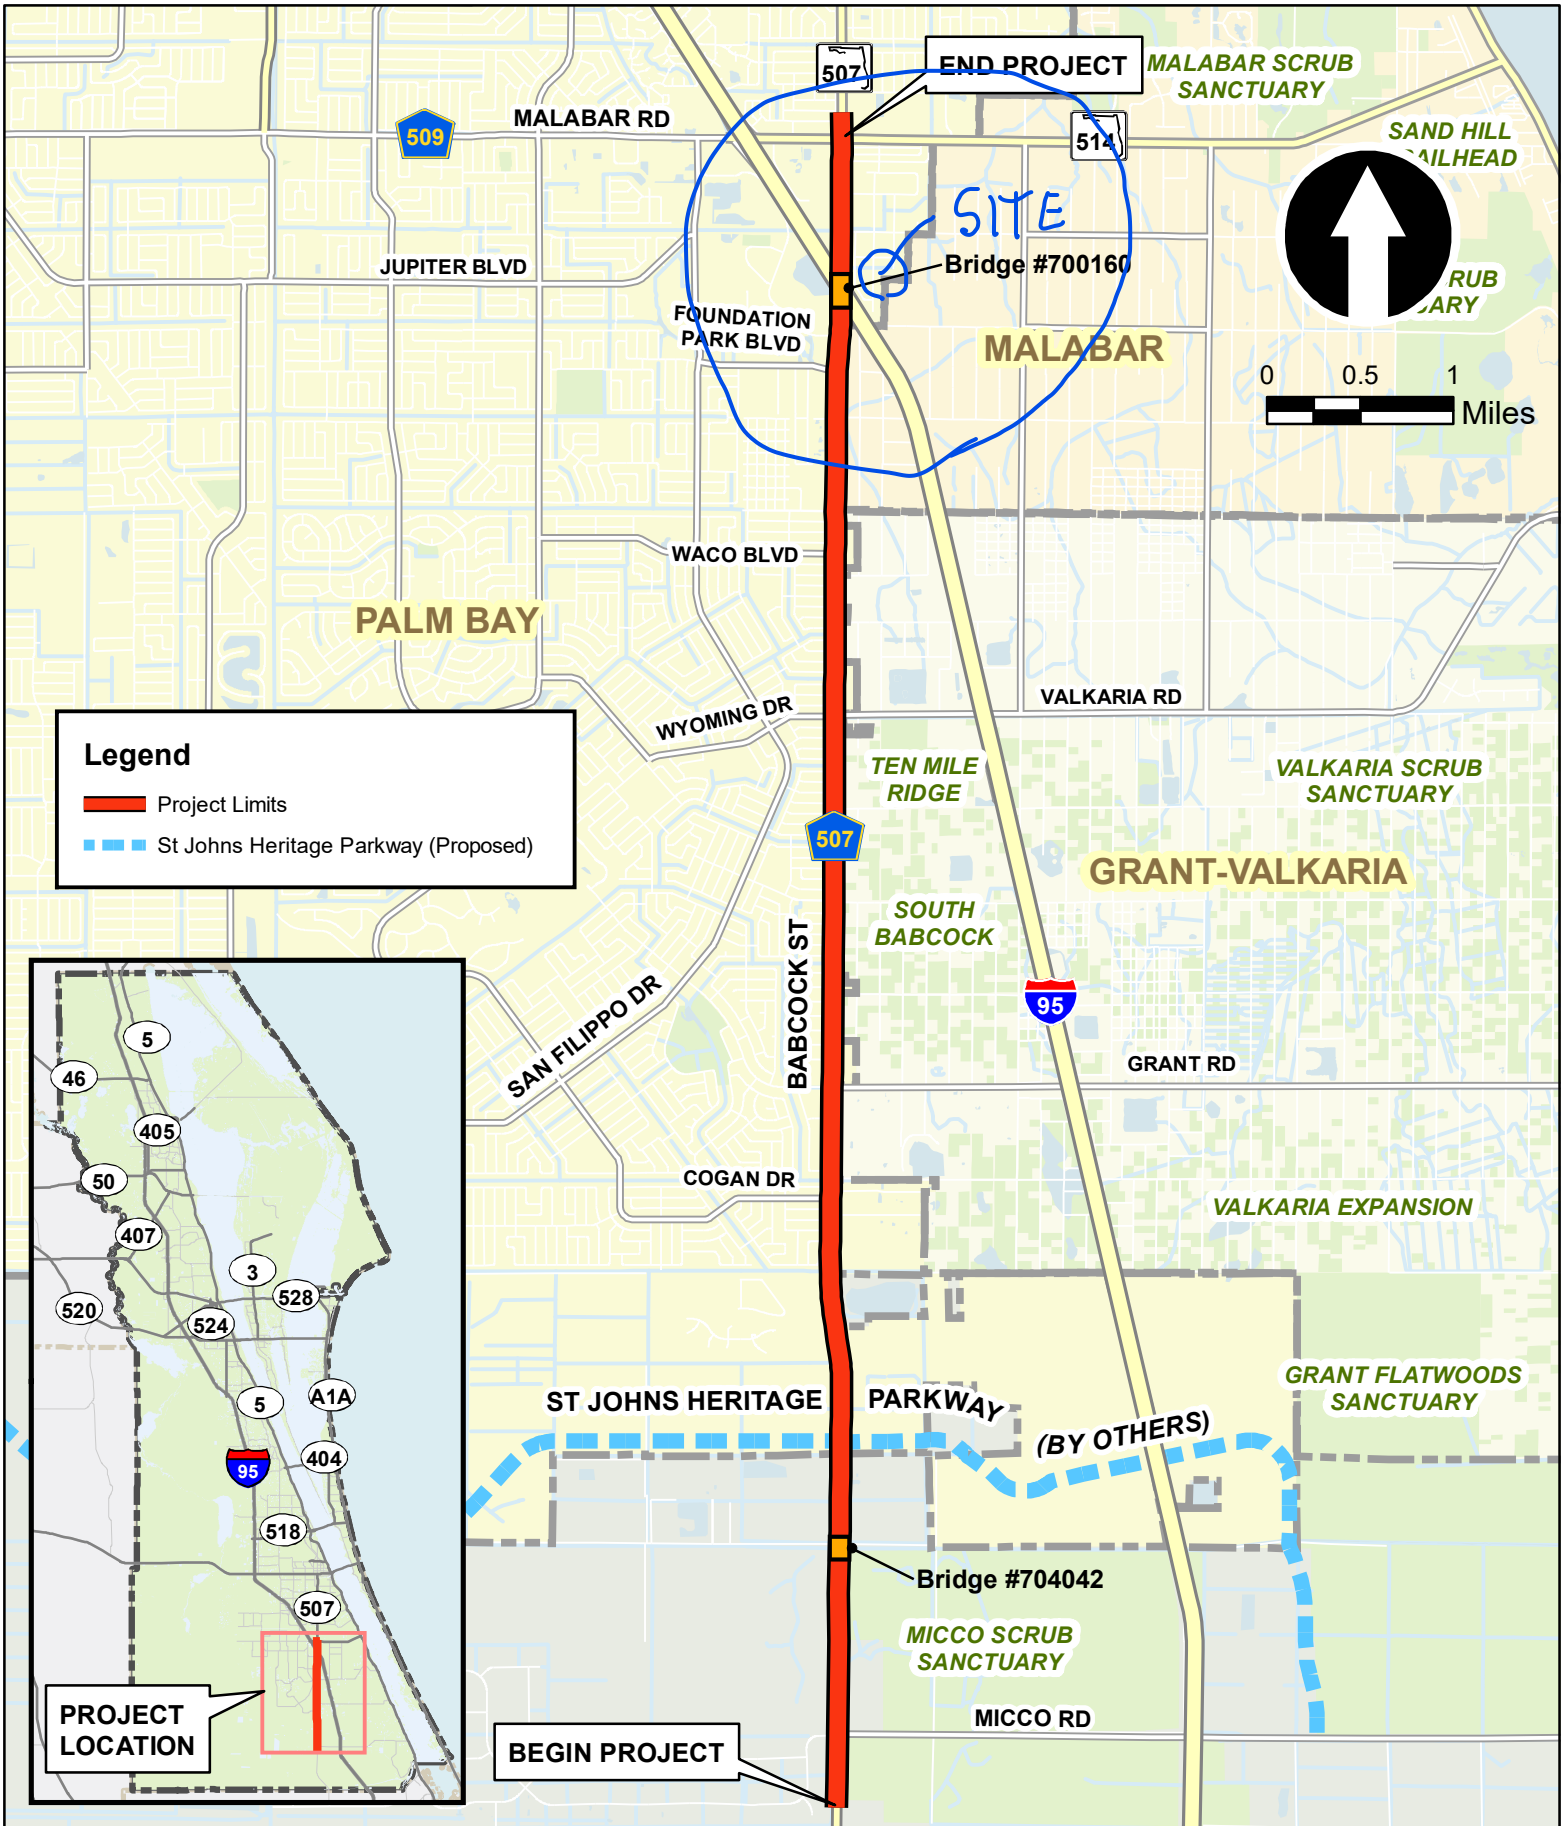 507
END PROJECT
MALABAR SCRUB
SANCTUARY
MALABAR RD
509
514
SAND HILL
SITE
JUPITER BLVD
Bridge #700160
FOUNDATION
PARK BLVD
MALABAR
0 0.5 1
Miles
WACO BLVD
PALM BAY
VALKARIA RD
WYOMING DR
Legend
Project Limits
St Johns Heritage Parkway (Proposed)
TEN MILE
RIDGE
VALKARIA SCRUB
SANCTUARY
507
GRANT-VALKARIA
SOUTH
BABCOCK
BABCOCK ST
SAN FILIPPO DR
95
GRANT RD
COGAN DR
VALKARIA EXPANSION
GRANT FLATWOODS
SANCTUARY
ST JOHNS HERITAGE PARKWAY
(BY OTHERS)
Bridge #704042
MICCO SCRUB
SANCTUARY
MICCO RD
BEGIN PROJECT
5
46
405
50
407
3
528
520
524
5
A1A
404
95
518
507
PROJECT
LOCATION